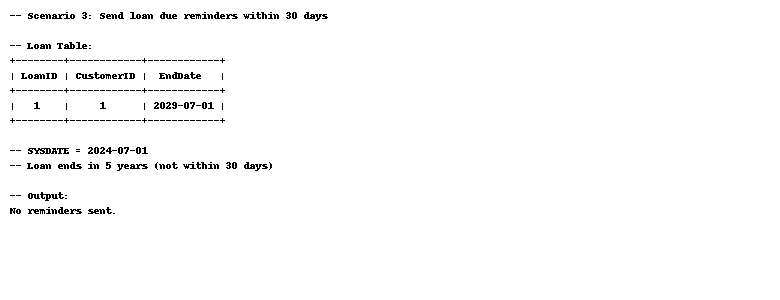 -- Scenario 3: Send loan due reminders within 30 days
-- Loan Table:
+--------+------------+------------+
| LoanID | CustomerID |  EndDate   |
+--------+------------+------------+
|   1    |     1      | 2029-07-01 |
+--------+------------+------------+
-- SYSDATE = 2024-07-01
-- Loan ends in 5 years (not within 30 days)
-- Output:
No reminders sent.